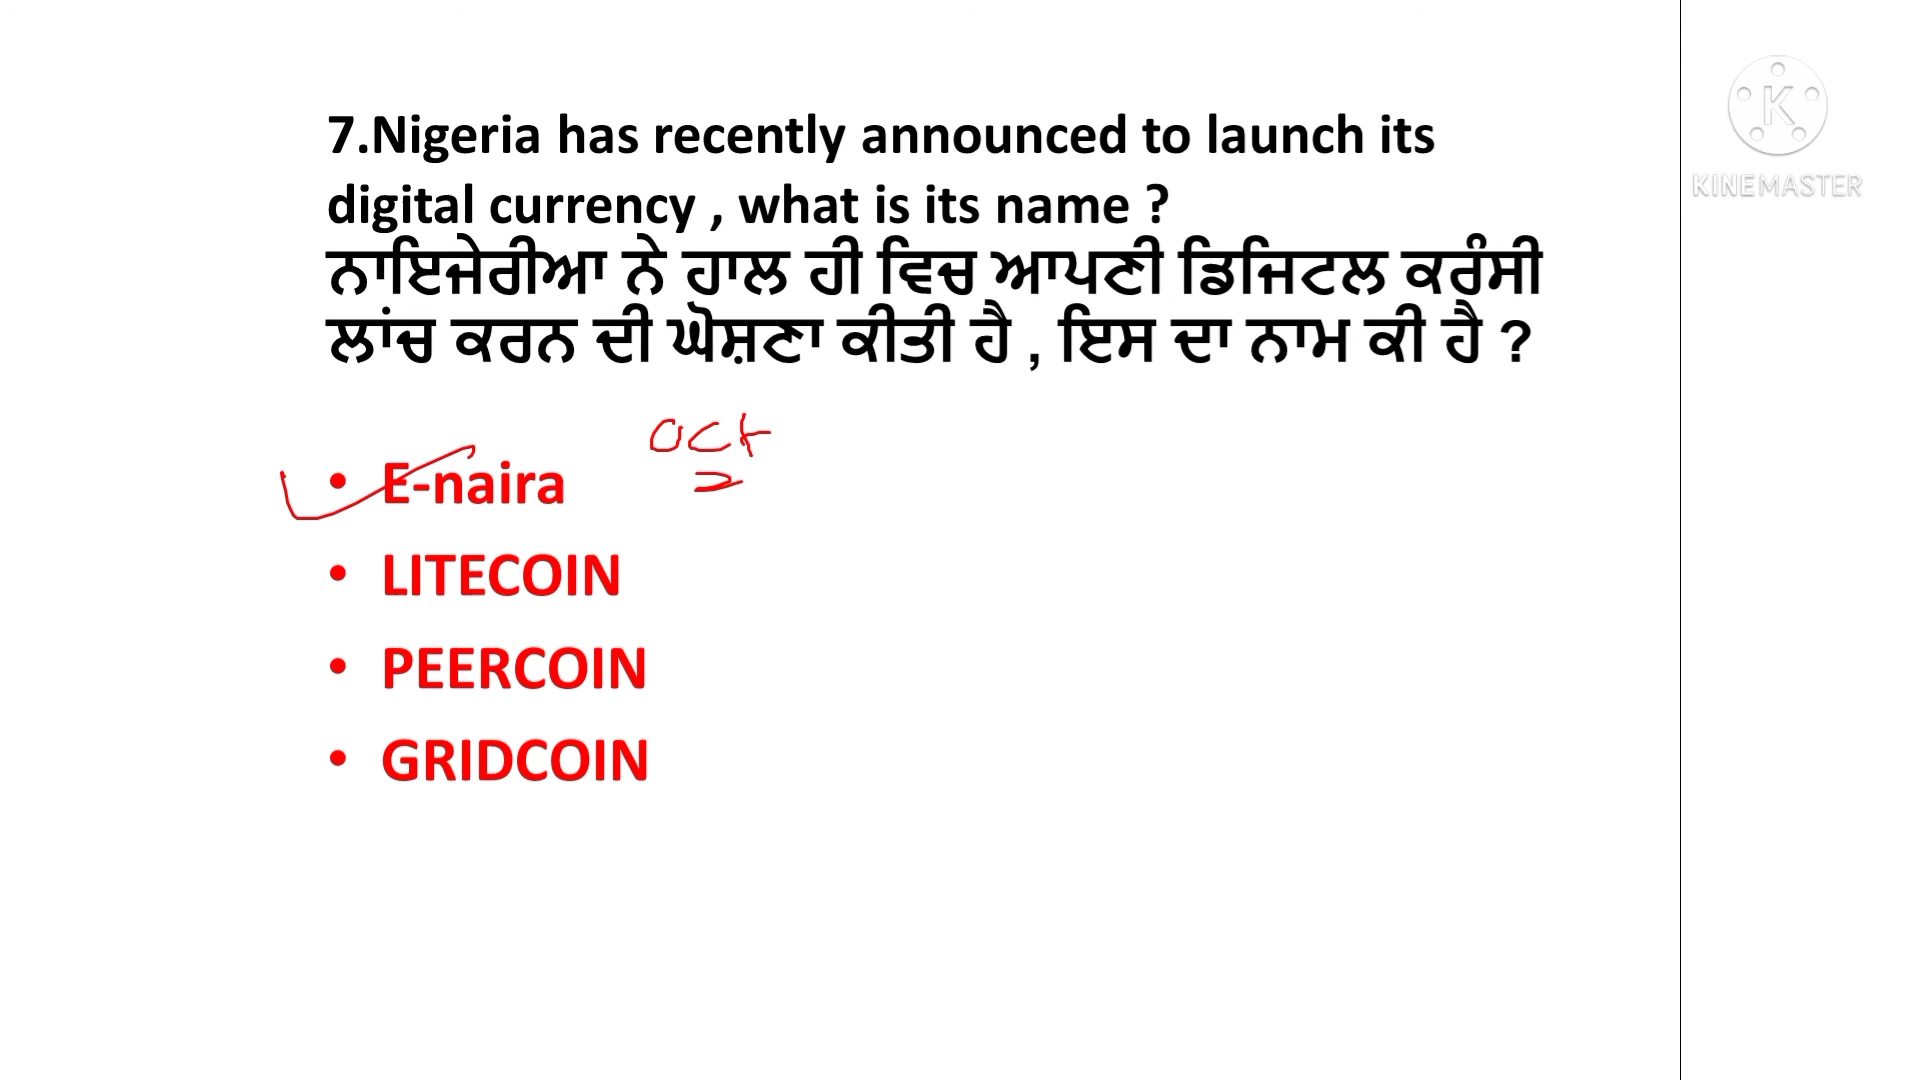 7.Nigeria has recently announced to launch its
digital currency , what is its name ?
ਨਾਇਜੇਰੀਆ ਨੇ ਹਾਲ ਹੀ ਵਿਚ ਆਪਣੀ ਡਿਜਿਟਲ ਕਰੰਸੀ
ਲਾਂਚ ਕਰਨ ਦੀ ਘੋਸ਼ਣਾ ਕੀਤੀ ਹੈ , ਇਸ ਦਾ ਨਾਮ ਕੀ ਹੈ ?
oct
• E-naira
• LITECOIN
• PEERCOIN
• GRIDCOIN
K
KINEMASTER